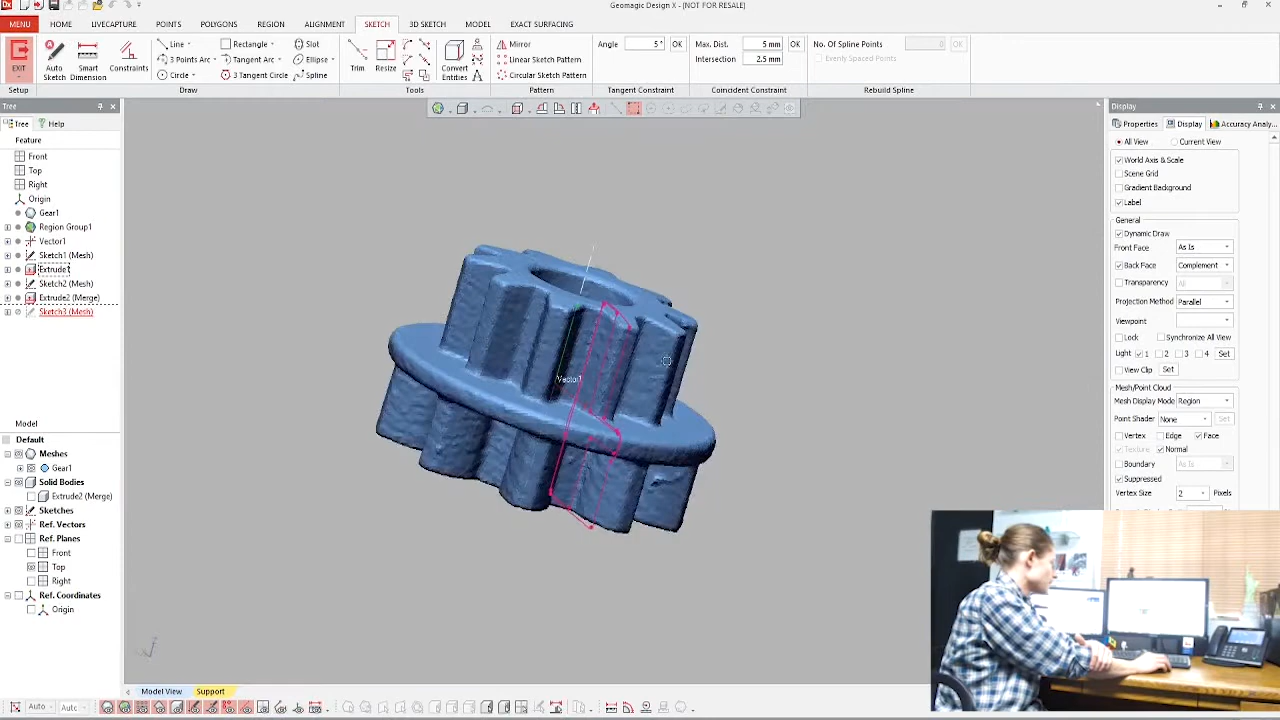 Geomagic Design X - (NOT FOR RESALE)
MENU HOME LIVECAPTURE POINTS POLYGONS REGION ALIGNMENT SKETCH 3D SKETCH MODEL EXACT SURFACING
EXIT
Auto Sketch
Smart Dimension
Constraints
Line
Rectangle
Slot
Ellipse
Circle
3 Tangent Circle
Spline
Trim
Resize
Convert
Mirror
Linear Sketch Pattern
Circular Sketch Pattern
Angle 5° OK
Max. Dist. 5 mm OK
Intersection 2.5 mm
No. Of Spline Points 0 OK
Evenly Spaced Points
Setup Draw Tools Pattern Tangent Constraint Coincident Constraint Rebuild Spline
Tree
Tree Help
Feature
Front
Top
Right
Origin
Gear1
Region Group1
Vector1
Sketch1 (Mesh)
Extrude1
Sketch2 (Mesh)
Extrude2 (Merge)
Sketch3 (Mesh)
Model
Default
Meshes
Gear1
Solid Bodies
Extrude2 (Merge)
Sketches
Ref. Vectors
Ref. Planes
Front
Top
Right
Ref. Coordinates
Origin
Vector1
Display
Properties Display Accuracy Analy...
All View Current View
World Axis & Scale
Scene Grid
Gradient Background
Label
General
Dynamic Draw
Front Face As Is
Back Face Complement
Transparency All
Projection Method Parallel
Viewpoint
Lock Synchronize All View
Light 1 2 3 4 Set
View Clip Set
Mesh/Point Cloud
Mesh Display Mode Region
Point Shader None Set
Vertex Edge Face
Texture Normal
Boundary As Is
Suppressed
Vertex Size 2 Pixels
Model View Support
Auto Auto